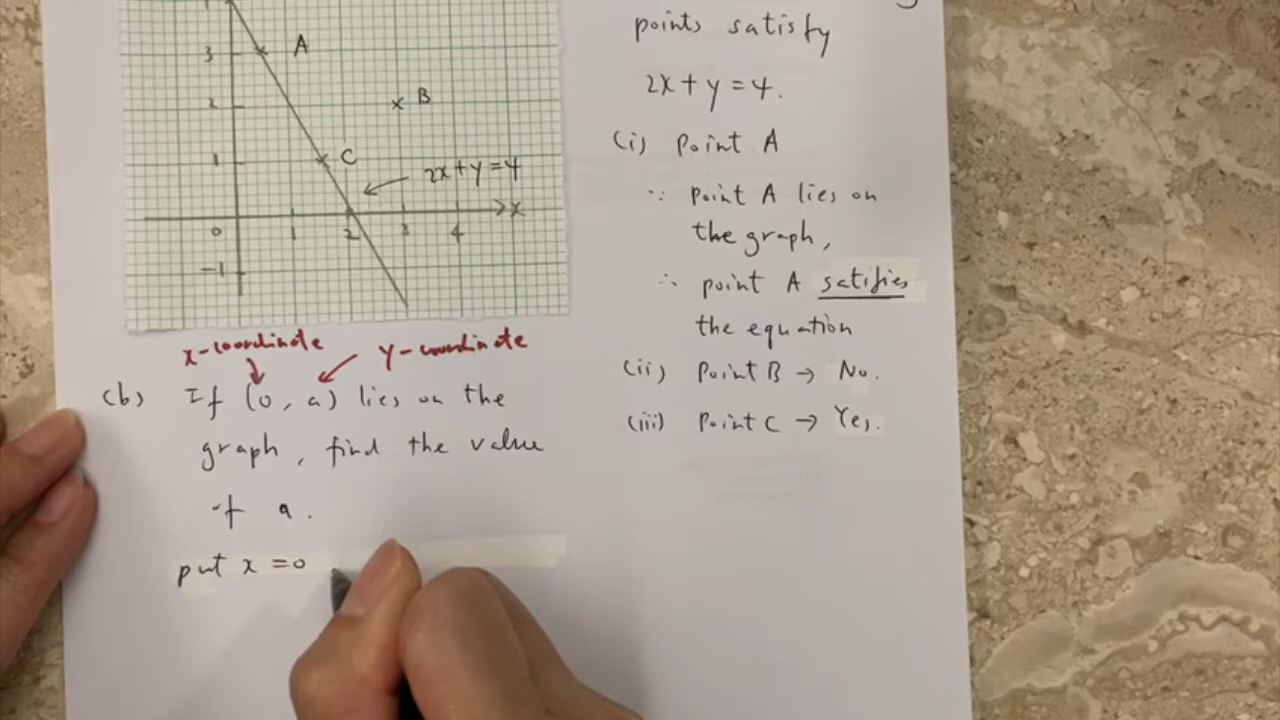 3
A
2
B
1
C
2x+y=4
x
0 1 2 3 4
-1
x-coordinate y-coordinate
(b) If (0, a) lies on the
graph, find the value
of a.
put x = 0
points satisfy
2x+y=4.
(i) Point A
∵ point A lies on
the graph,
∴ point A satisfies
the equation
(ii) Point B → No.
(iii) Point C → Yes.